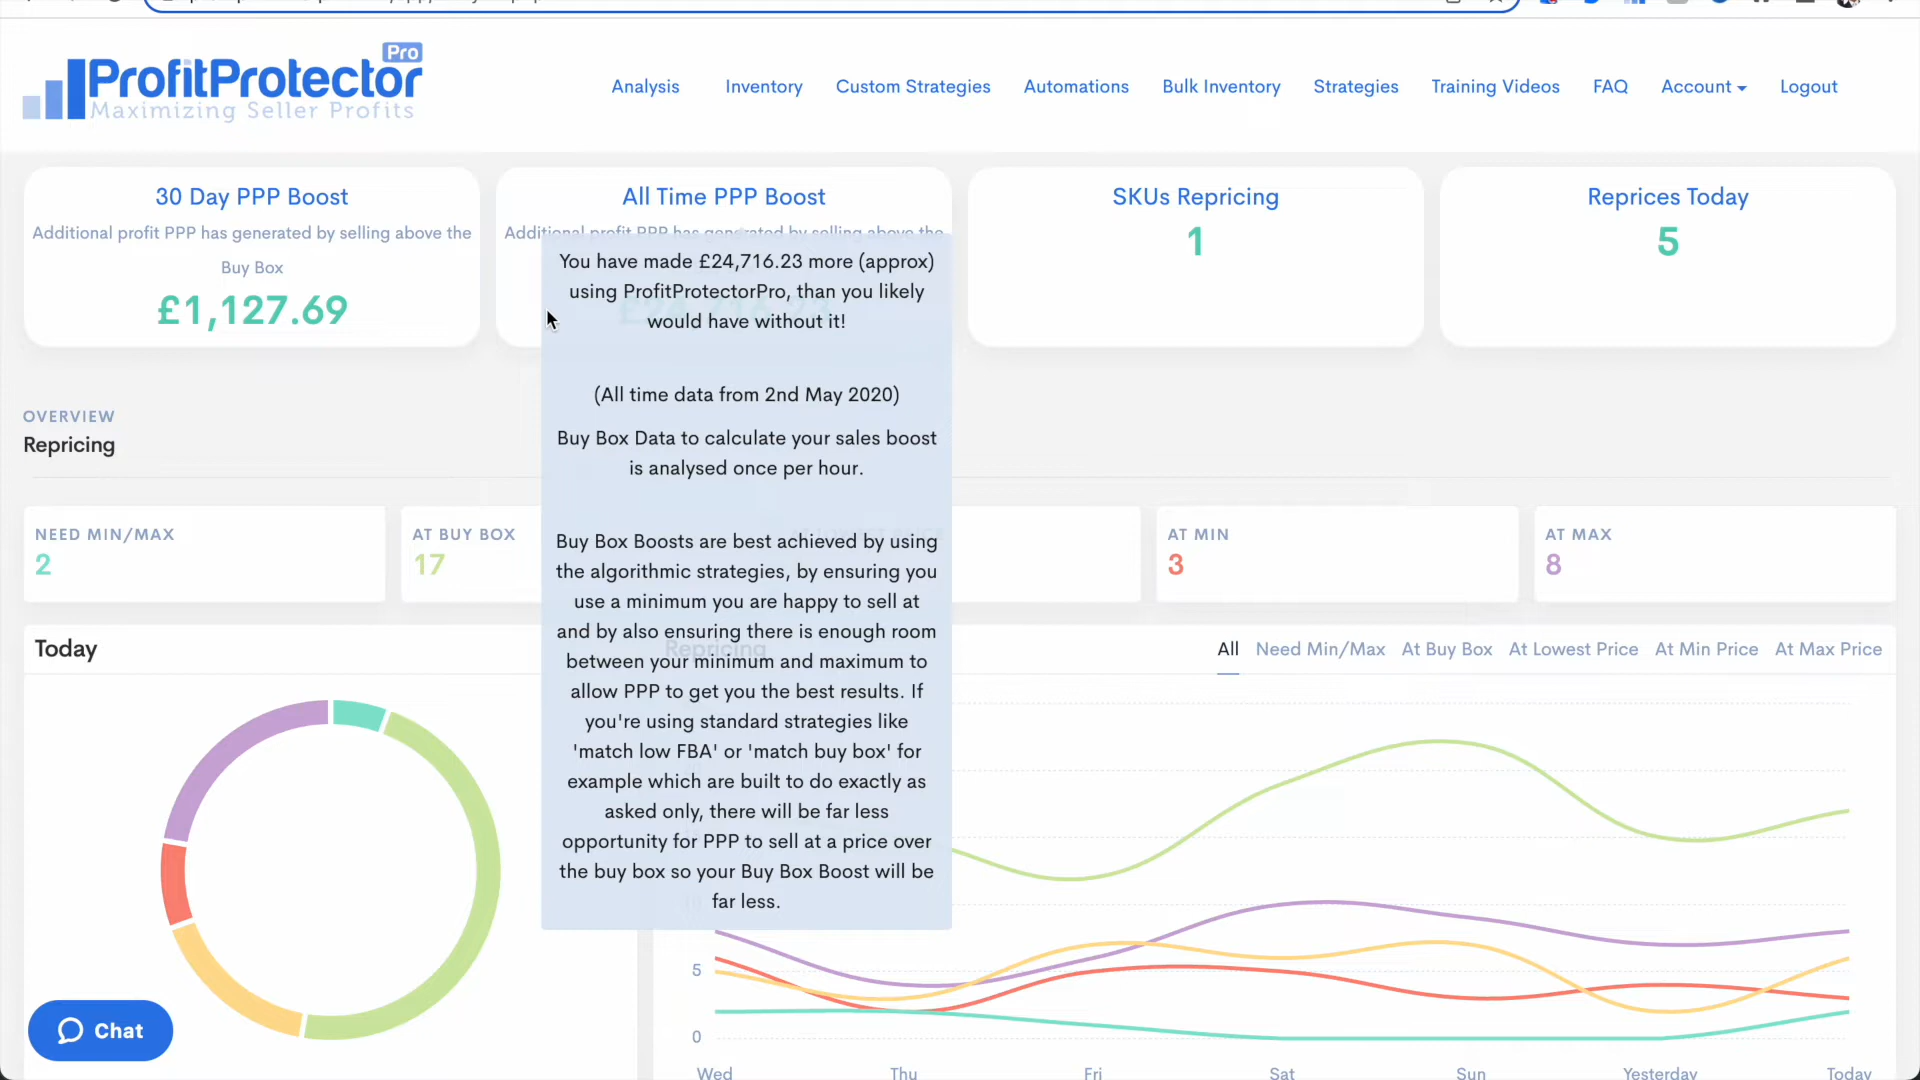 ProfitProtector
Pro
Maximizing Seller Profits
Analysis
Inventory
Custom Strategies
Automations
Bulk Inventory
Strategies
Training Videos
FAQ
Account
Logout
30 Day PPP Boost
Additional profit PPP has generated by selling above the
Buy Box
£1,127.69
All Time PPP Boost
Additional profit PPP has generated by selling above the
You have made £24,716.23 more (approx)
using ProfitProtectorPro, than you likely
would have without it!
(All time data from 2nd May 2020)
Buy Box Data to calculate your sales boost
is analysed once per hour.
Buy Box Boosts are best achieved by using
the algorithmic strategies, by ensuring you
use a minimum you are happy to sell at
and by also ensuring there is enough room
between your minimum and maximum to
allow PPP to get you the best results. If
you're using standard strategies like
'match low FBA' or 'match buy box' for
example which are built to do exactly as
asked only, there will be far less
opportunity for PPP to sell at a price over
the buy box so your Buy Box Boost will be
far less.
SKUs Repricing
1
Reprices Today
5
OVERVIEW
Repricing
NEED MIN/MAX
2
AT BUY BOX
17
AT MIN
3
AT MAX
8
Today
Repricing
All
Need Min/Max
At Buy Box
At Lowest Price
At Min Price
At Max Price
5
0
Wed
Thu
Fri
Sat
Sun
Yesterday
Today
Chat